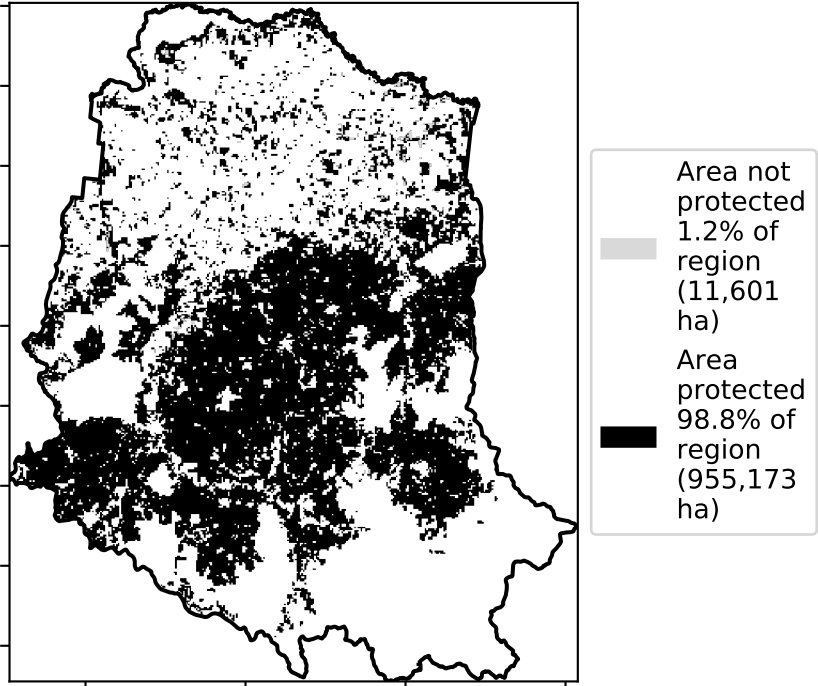 Area not
protected
1.2% of
region
(11,601
ha)
Area
protected
98.8% of
region
(955,173
ha)